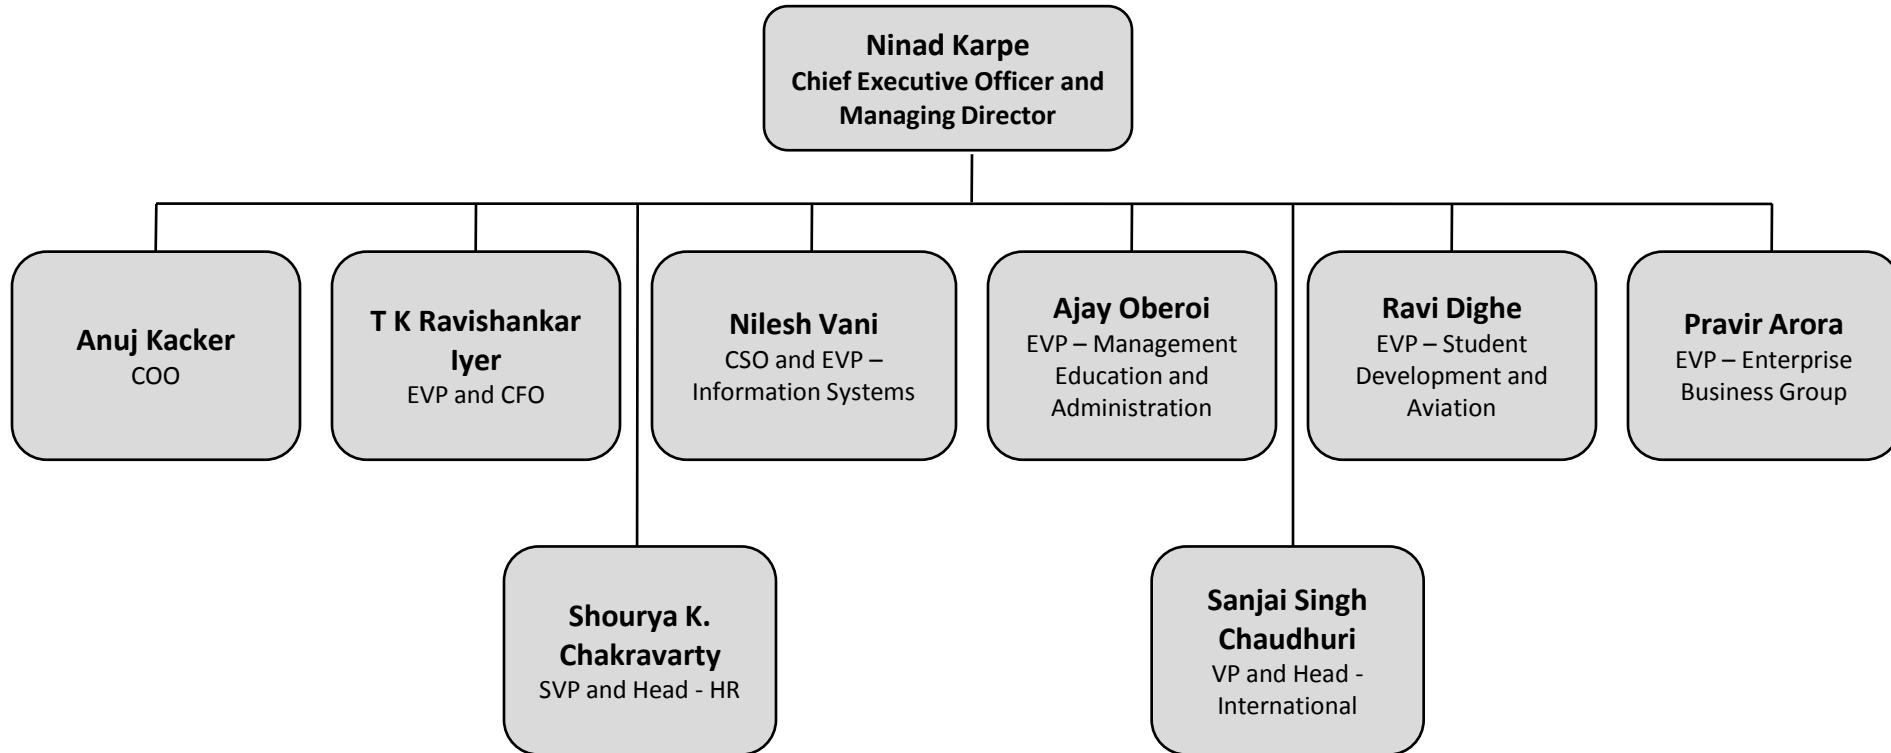 Ninad Karpe
Chief Executive Officer and
Managing Director
Anuj Kacker
COO
T K Ravishankar
Iyer
EVP and CFO
Nilesh Vani
CSO and EVP –
Information Systems
Ajay Oberoi
EVP – Management
Education and
Administration
Ravi Dighe
EVP – Student
Development and
Aviation
Pravir Arora
EVP – Enterprise
Business Group
Shourya K.
Chakravarty
SVP and Head - HR
Sanjai Singh
Chaudhuri
VP and Head -
International